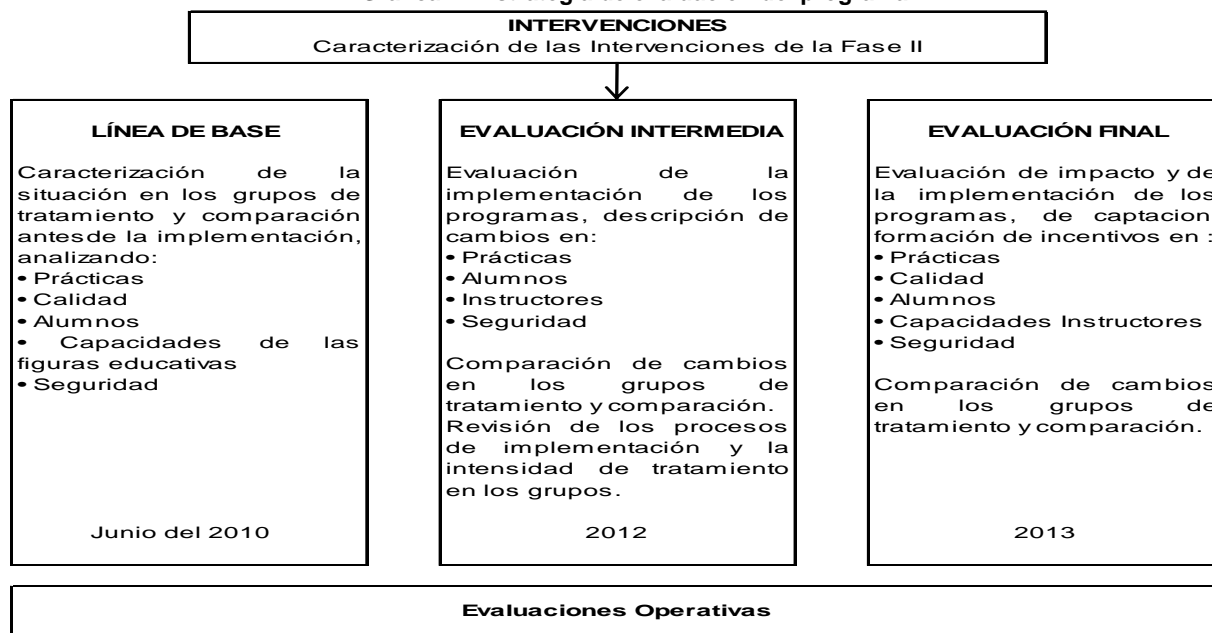 INTERVENCIONES
Caracterización de las Intervenciones de la Fase II
LÍNEA DE BASE
Caracterización de la
situación en los grupos de
tratamiento y comparación
antesde la implementación,
analizando:
• Prácticas
• Calidad
• Alumnos
• Capacidades de las
figuras educativas
• Seguridad
Junio del 2010
EVALUACIÓN INTERMEDIA
Evaluación de la
implementación de los
programas, descripción de
cambios en:
• Prácticas
• Alumnos
• Instructores
• Seguridad
Comparación de cambios
en los grupos de
tratamiento y comparación.
Revisión de los procesos
de implementación y la
intensidad de tratamiento
en los grupos.
2012
EVALUACIÓN FINAL
Evaluación de impacto y de
la implementación de los
programas, de captacion
formación de incentivos en :
• Prácticas
• Calidad
• Alumnos
• Capacidades Instructores
• Seguridad
Comparación de cambios
en los grupos de
tratamiento y comparación.
2013
Evaluaciones Operativas